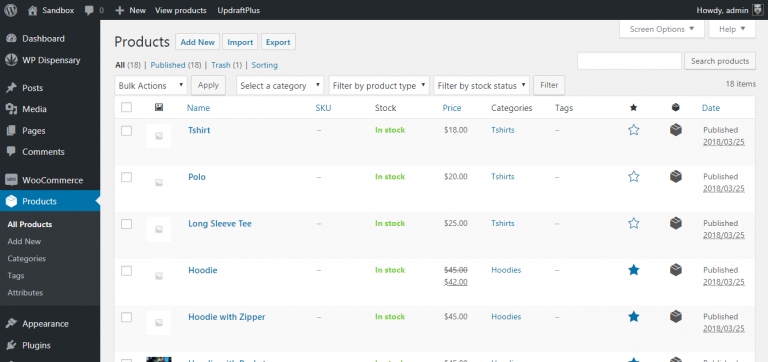 Sandbox 0 + New View products UpdraftPlus Howdy, admin
Screen Options ▼ Help ▼
Dashboard
WP Dispensary
Posts
Media
Pages
Comments
WooCommerce
Products
All Products
Add New
Categories
Tags
Attributes
Appearance
Plugins
Products Add New Import Export
All (18) | Published (18) | Trash (1) | Sorting
Search products
Bulk Actions Apply Select a category Filter by product type Filter by stock status Filter 18 items
Name SKU Stock Price Categories Tags Date
Tshirt – In stock $18.00 Tshirts – Published
2018/03/25
Polo – In stock $20.00 Tshirts – Published
2018/03/25
Long Sleeve Tee – In stock $25.00 Tshirts – Published
2018/03/25
Hoodie – In stock $45.00 Hoodies – Published
$42.00 2018/03/25
Hoodie with Zipper – In stock $45.00 Hoodies – Published
2018/03/25